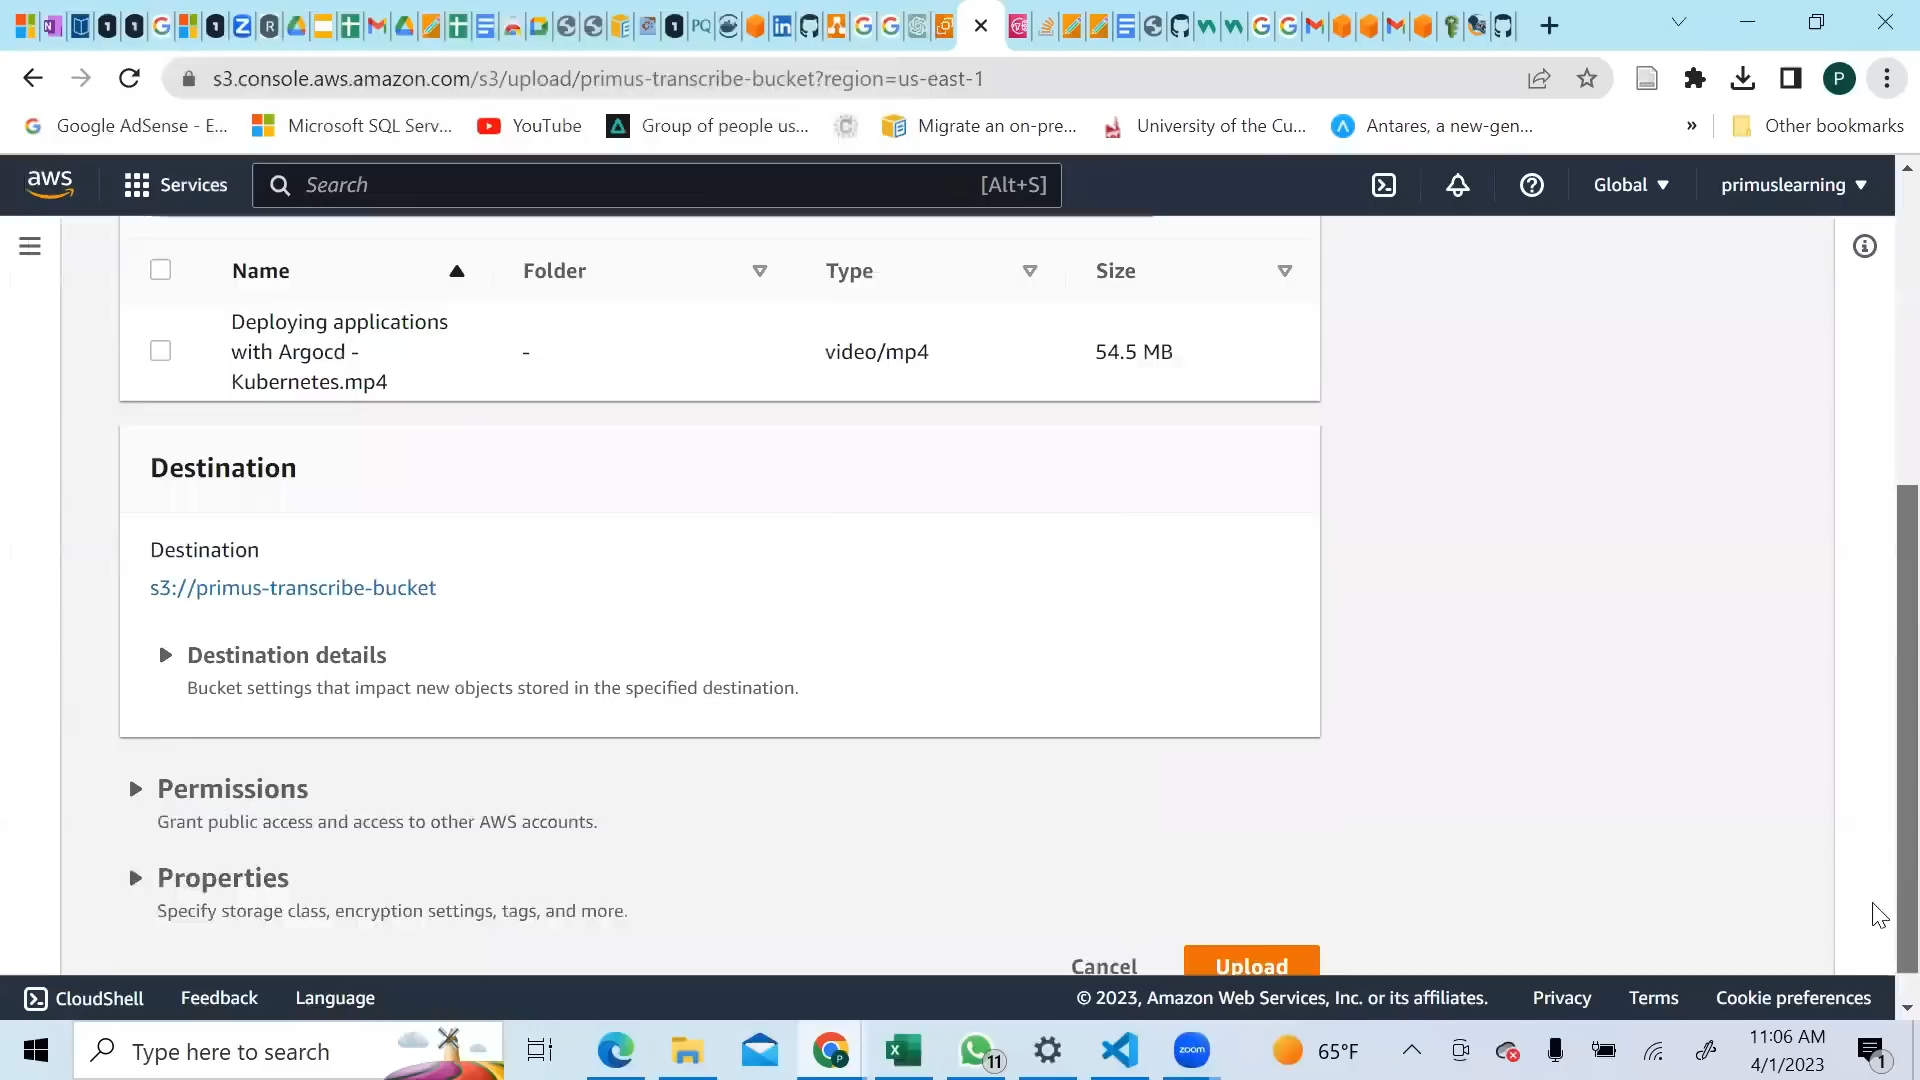 s3.console.aws.amazon.com/s3/upload/primus-transcribe-bucket?region=us-east-1
P
Google AdSense - E...
Microsoft SQL Serv...
YouTube
Group of people us...
Migrate an on-pre...
University of the Cu...
Antares, a new-gen...
»
Other bookmarks
aws
Services
Search
[Alt+S]
Global
primuslearning
Name
Folder
Type
Size
Deploying applications
with Argocd -
Kubernetes.mp4
-
video/mp4
54.5 MB
Destination
Destination
s3://primus-transcribe-bucket
Destination details
Bucket settings that impact new objects stored in the specified destination.
Permissions
Grant public access and access to other AWS accounts.
Properties
Specify storage class, encryption settings, tags, and more.
Cancel
Upload
CloudShell
Feedback
Language
© 2023, Amazon Web Services, Inc. or its affiliates.
Privacy
Terms
Cookie preferences
Type here to search
11
zoom
65°F
11:06 AM
4/1/2023
1